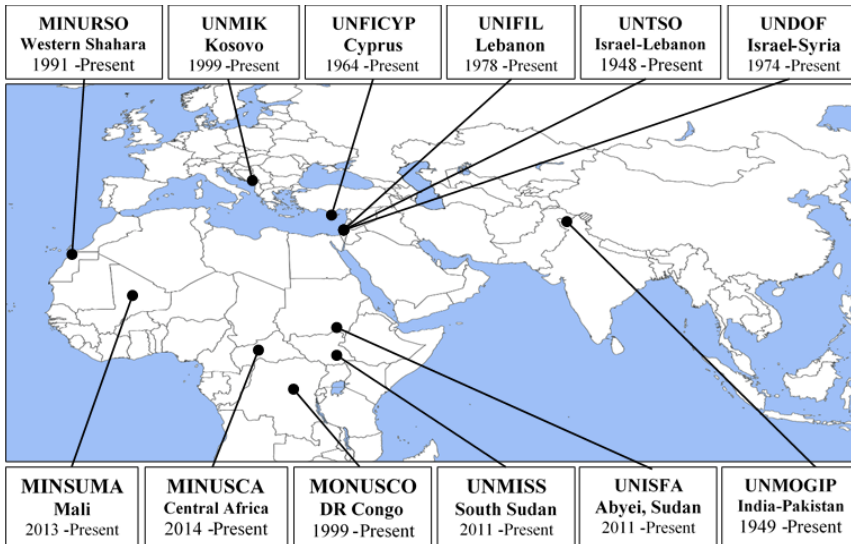 MINURSO
Western Shahara
1991 -Present
UNMIK
Kosovo
1999 -Present
UNFICYP
Cyprus
1964 -Present
UNIFIL
Lebanon
1978 -Present
UNTSO
Israel-Lebanon
1948 -Present
UNDOF
Israel-Syria
1974 -Present
MINSUMA
Mali
2013 -Present
MINUSCA
Central Africa
2014 -Present
MONUSCO
DR Congo
1999 -Present
UNMISS
South Sudan
2011 -Present
UNISFA
Abyei, Sudan
2011 -Present
UNMOGIP
India-Pakistan
1949 -Present